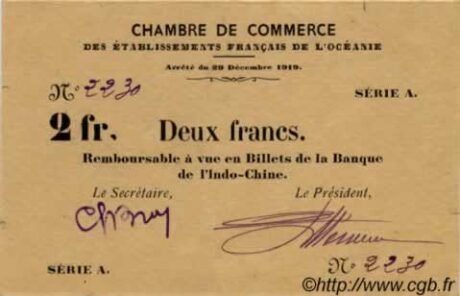 CHAMBRE DE COMMERCE
DES ÉTABLISSEMENTS FRANÇAIS DE L'OCÉANIE
Arrêté du 29 Décembre 1919.
N° 2230
SÉRIE A.
2 fr. Deux francs.
Remboursable à vue en Billets de la Banque
de l'Indo-Chine.
Le Secrétaire, Le Président,
SÉRIE A. N° 2230
©http://www.cgb.fr